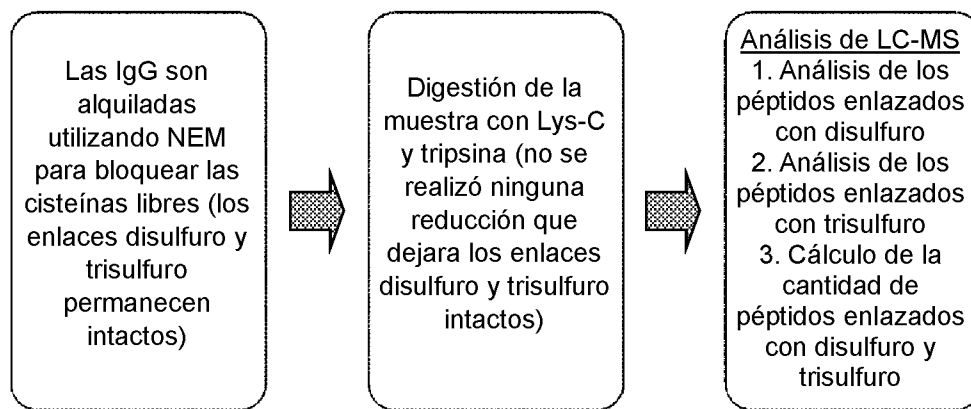 Las IgG son
alquiladas
utilizando NEM
para bloquear las
cisteínas libres (los
enlaces disulfuro y
trisulfuro
permanecen
intactos)
Digestión de la
muestra con Lys-C
y tripsina (no se
realizó ninguna
reducción que
dejara los enlaces
disulfuro y trisulfuro
intactos)
Análisis de LC-MS
1. Análisis de los
péptidos enlazados
con disulfuro
2. Análisis de los
péptidos enlazados
con trisulfuro
3. Cálculo de la
cantidad de
péptidos enlazados
con disulfuro y
trisulfuro